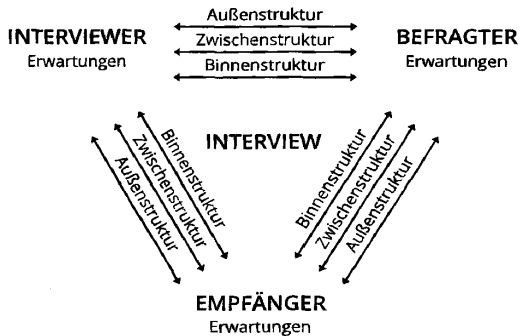 Außenstruktur
INTERVIEWER
Zwischenstruktur
BEFRAGTER
Erwartungen
Binnenstruktur
Erwartungen
INTERVIEW
Binnenstruktur
Zwischenstruktur
Außenstruktur
Binnenstruktur
Zwischenstruktur
Außenstruktur
EMPFÄNGER
Erwartungen